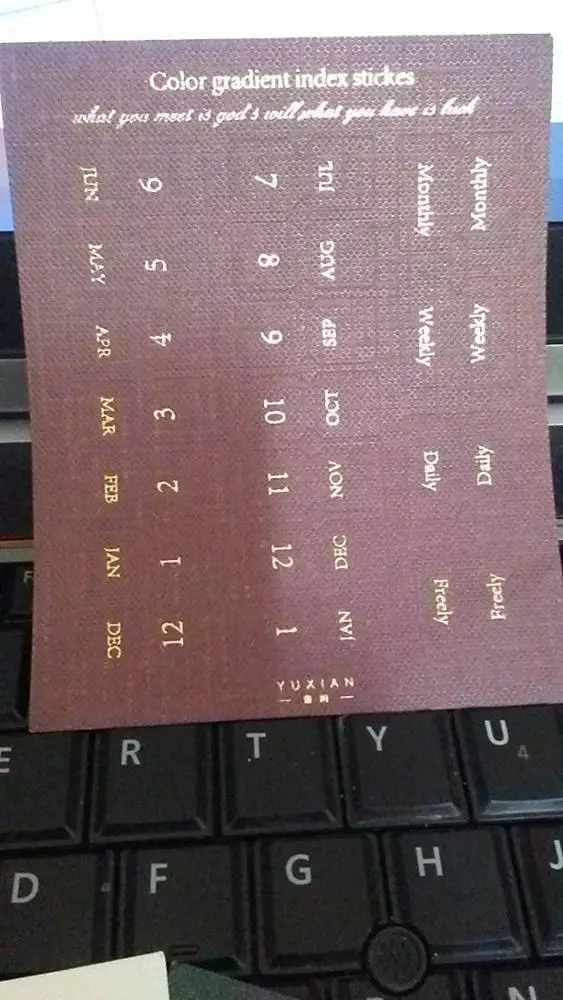 Color gradient index stickes
what you meet is god's will,what you have is luck
JUN 6 7 JUL Monthly Monthly
MAY 5 8 AUG
APR 4 9 SEP Weekly Weekly
MAR 3 10 OCT
FEB 2 11 NOV Daily Daily
JAN 1 12 DEC
DEC 12 1 JAN Freely Freely
YUXIAN
E R T Y U 4
D F G H J